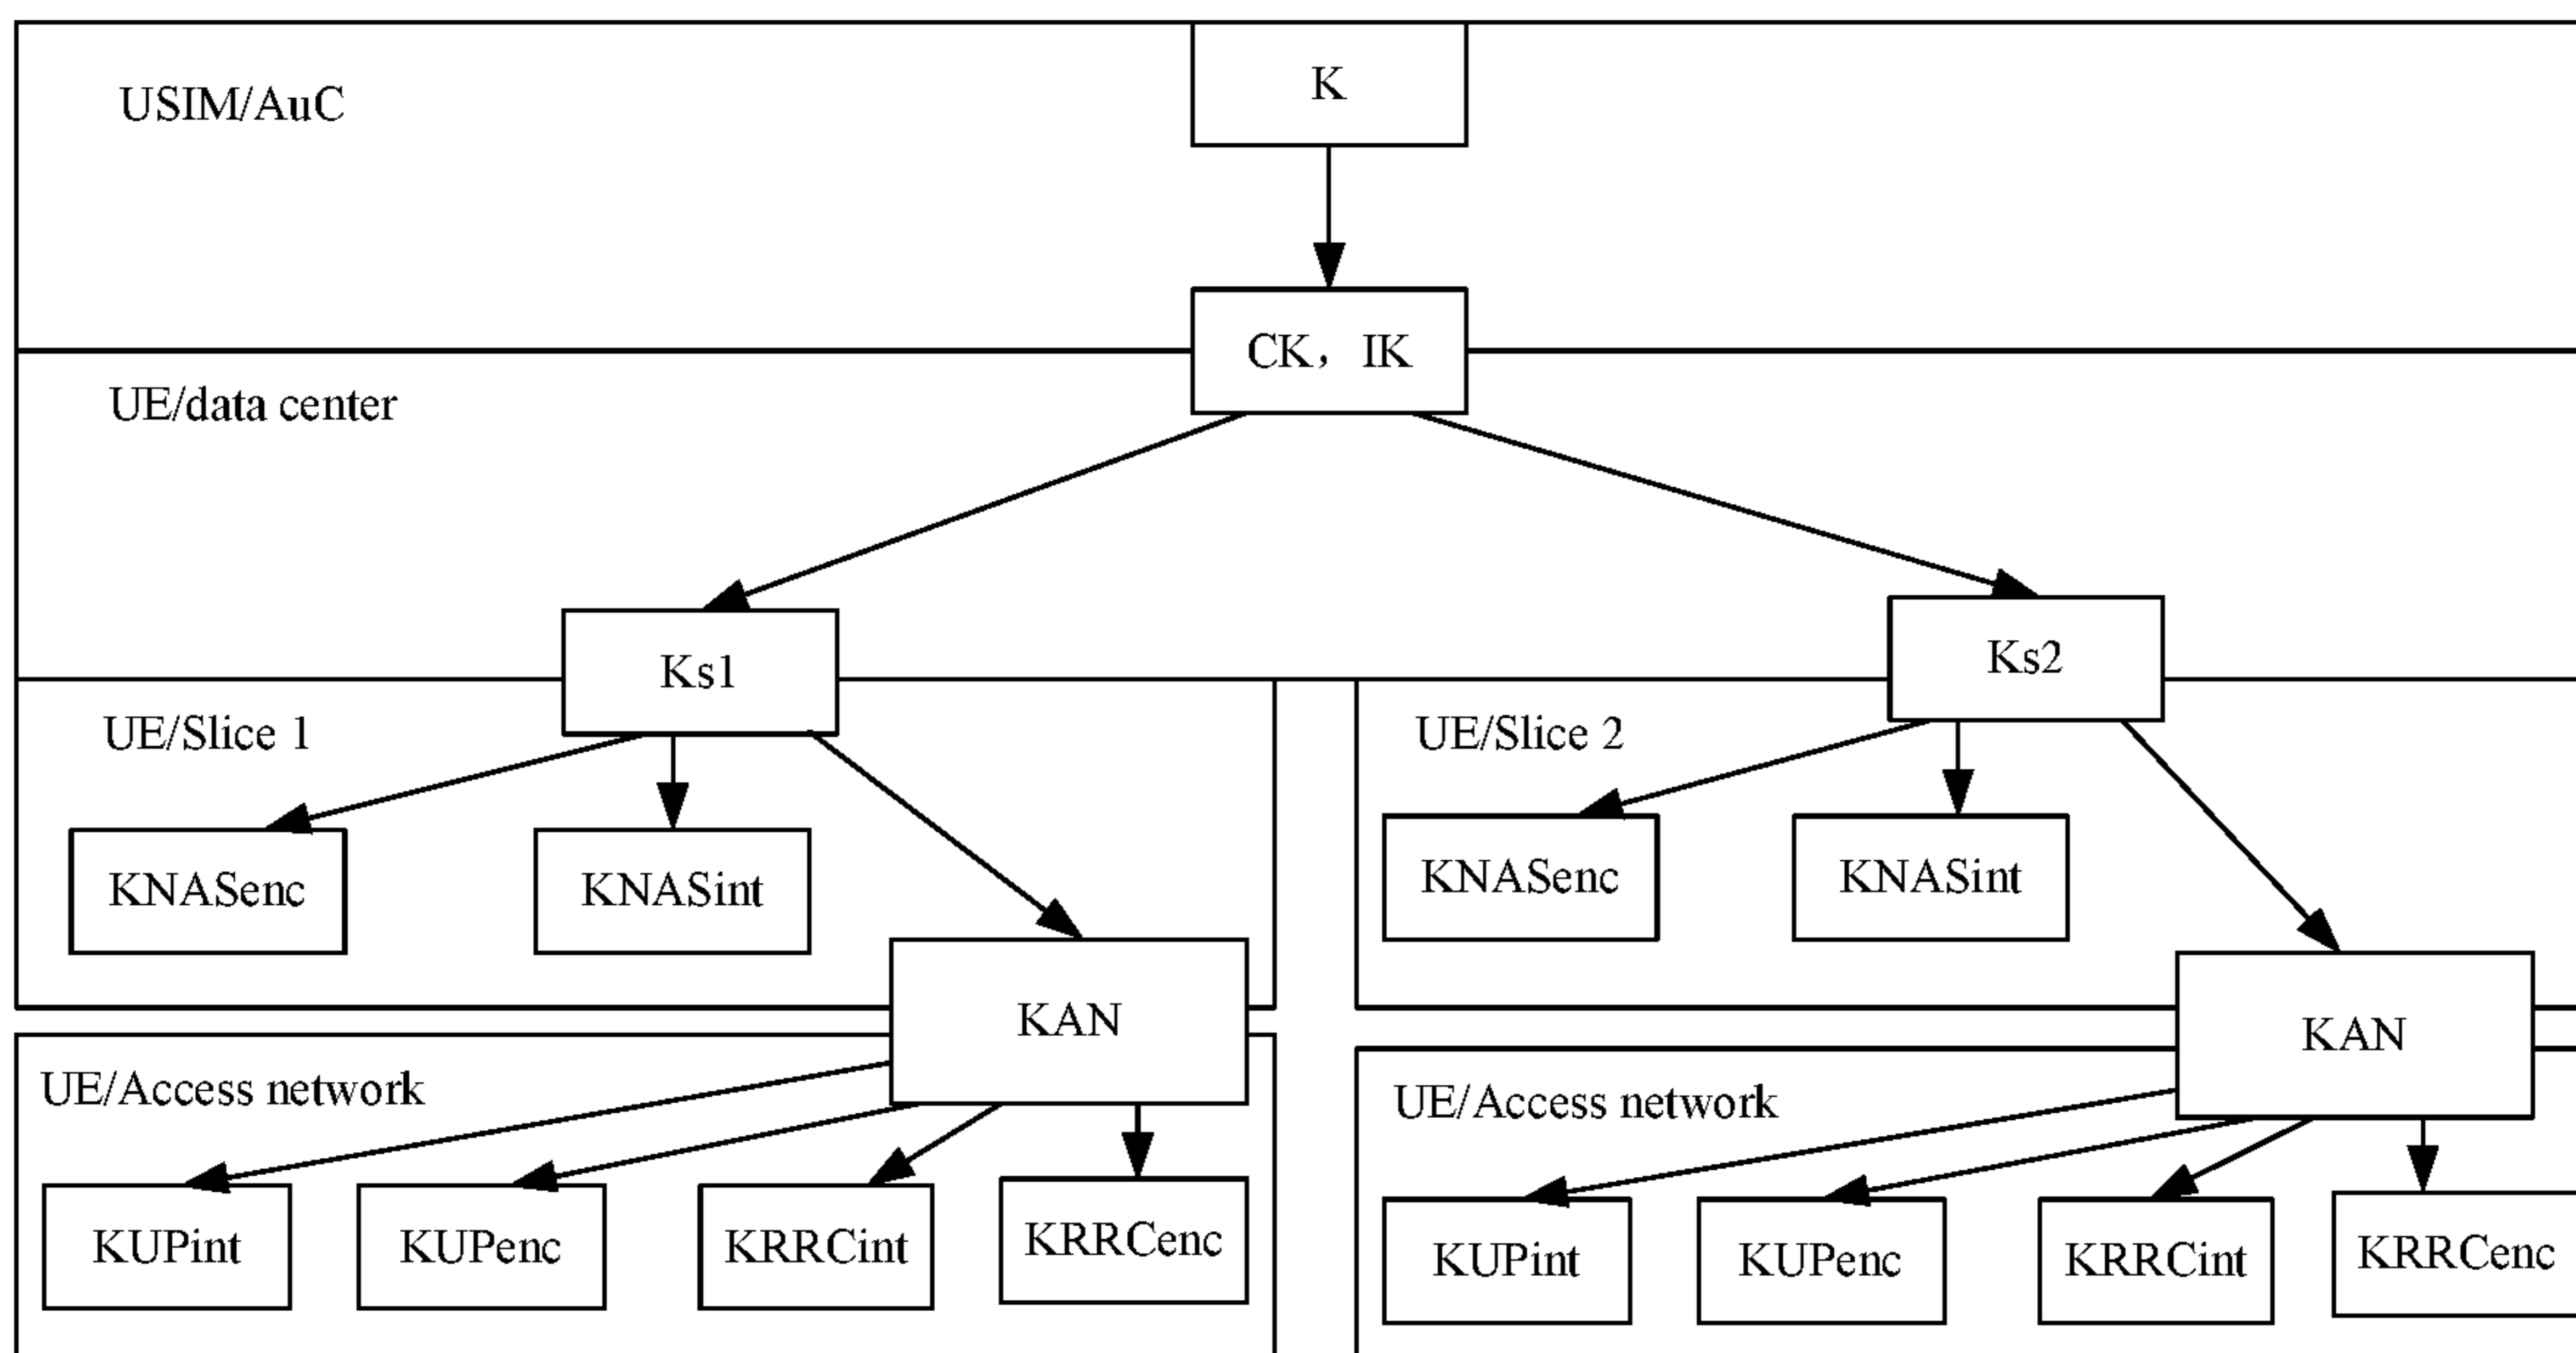 K
USIM/AuC
CK，IK
UE/data center
Ks1
Ks2
UE/Slice 1
UE/Slice 2
KNASenc
KNASint
KNASenc
KNASint
KAN
KAN
UE/Access network
UE/Access network
KUPint
KUPenc
KRRCint
KRRCenc
KUPint
KUPenc
KRRCint
KRRCenc